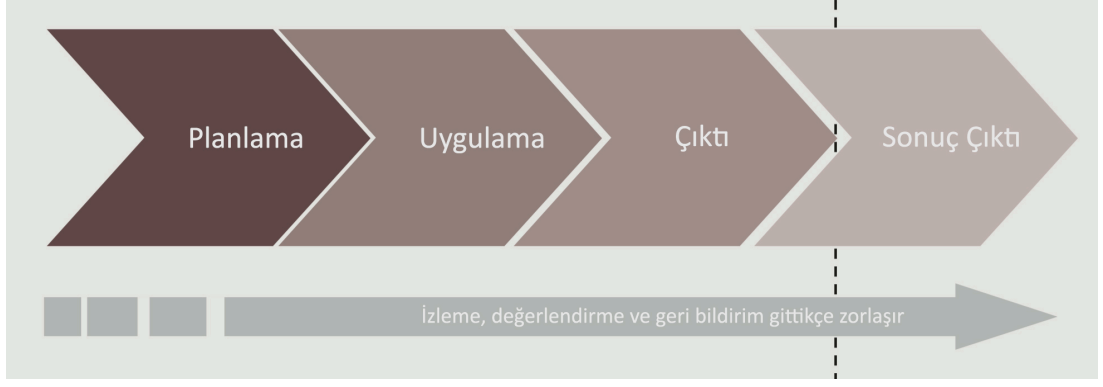 Planlama
Uygulama
Çıktı
Sonuç Çıktı
İzleme, değerlendirme ve geri bildirim gittikçe zorlaşır